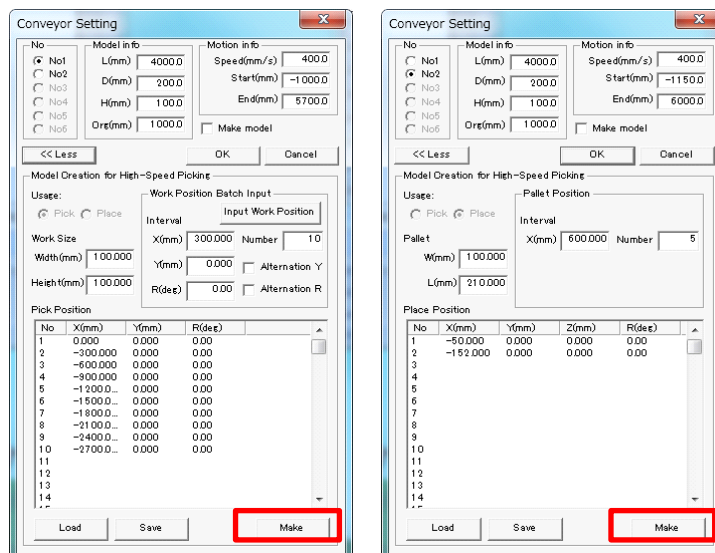 Conveyor Setting
No
No1
No2
No3
No4
No5
No6
Model info
L(mm) 4000.0
D(mm) 200.0
H(mm) 100.0
Org(mm) 1000.0
Motion info
Speed(mm/s) 400.0
Start(mm) -1000.0
End(mm) 5700.0
Make model
<< Less
OK
Cancel
Model Creation for High-Speed Picking
Usage:
Pick Place
Work Size
Width(mm) 100.000
Height(mm) 100.000
Work Position Batch Input
Input Work Position
Interval
X(mm) 300.000 Number 10
Y(mm) 0.000 Alternation Y
R(deg) 0.00 Alternation R
Pick Position
No X(mm) Y(mm) R(deg)
1 0.000 0.000 0.00
2 -300.000 0.000 0.00
3 -600.000 0.000 0.00
4 -900.000 0.000 0.00
5 -1200.0... 0.000 0.00
6 -1500.0... 0.000 0.00
7 -1800.0... 0.000 0.00
8 -2100.0... 0.000 0.00
9 -2400.0... 0.000 0.00
10 -2700.0... 0.000 0.00
11
12
13
14
Load
Save
Make
Conveyor Setting
No
No1
No2
No3
No4
No5
No6
Model info
L(mm) 4000.0
D(mm) 200.0
H(mm) 100.0
Org(mm) 1000.0
Motion info
Speed(mm/s) 400.0
Start(mm) -1150.0
End(mm) 6000.0
Make model
<< Less
OK
Cancel
Model Creation for High-Speed Picking
Usage:
Pick Place
Pallet
W(mm) 100.000
L(mm) 210.000
Pallet Position
Interval
X(mm) 600.000 Number 5
Place Position
No X(mm) Y(mm) Z(mm) R(deg)
1 -50.000 0.000 0.000 0.00
2 -152.000 0.000 0.000 0.00
3
4
5
6
7
8
9
10
11
12
13
14
Load
Save
Make